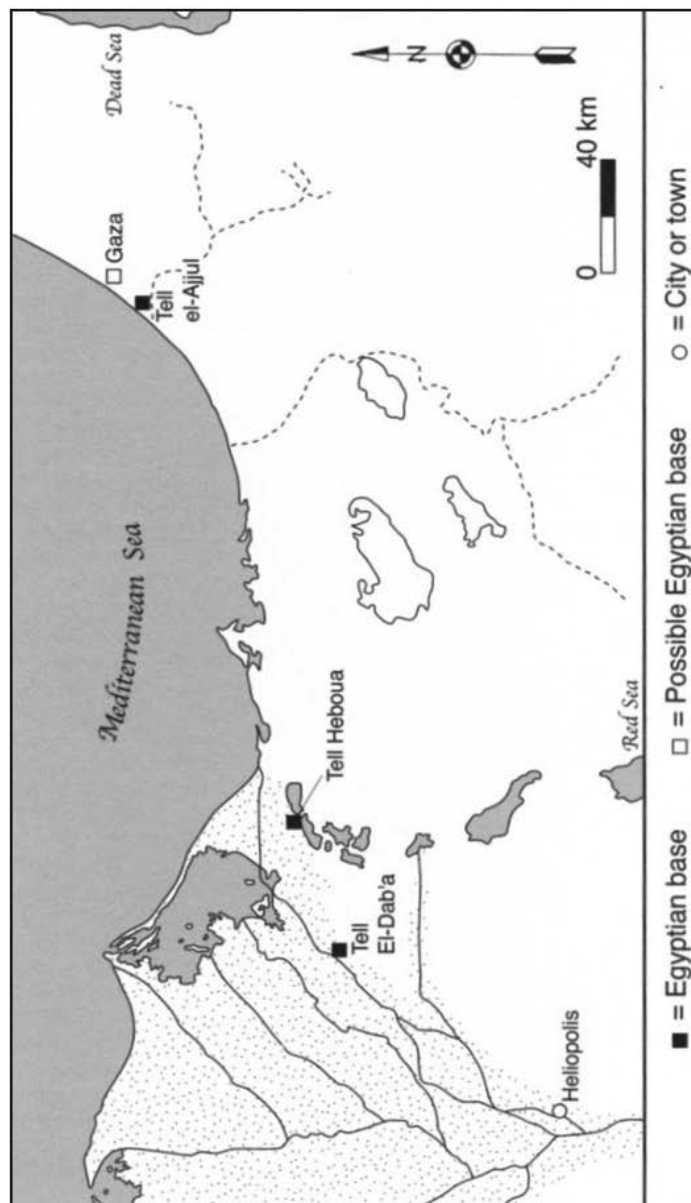 Dead Sea
N
Gaza
Tell
el-Ajjul
0 40 km
Mediterranean Sea
Tell Heboua
Tell
El-Dab'a
Red Sea
Heliopolis
■ = Egyptian base □ = Possible Egyptian base ○ = City or town